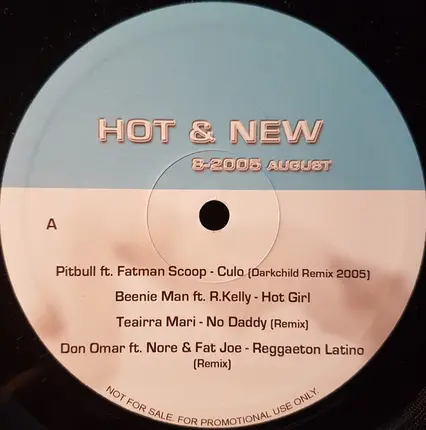 HOT & NEW
8-2005 AUGUST
A
Pitbull ft. Fatman Scoop - Culo (Darkchild Remix 2005)
Beenie Man ft. R.Kelly - Hot Girl
Teairra Mari - No Daddy (Remix)
Don Omar ft. Nore & Fat Joe - Reggaeton Latino
(Remix)
NOT FOR SALE. FOR PROMOTIONAL USE ONLY.